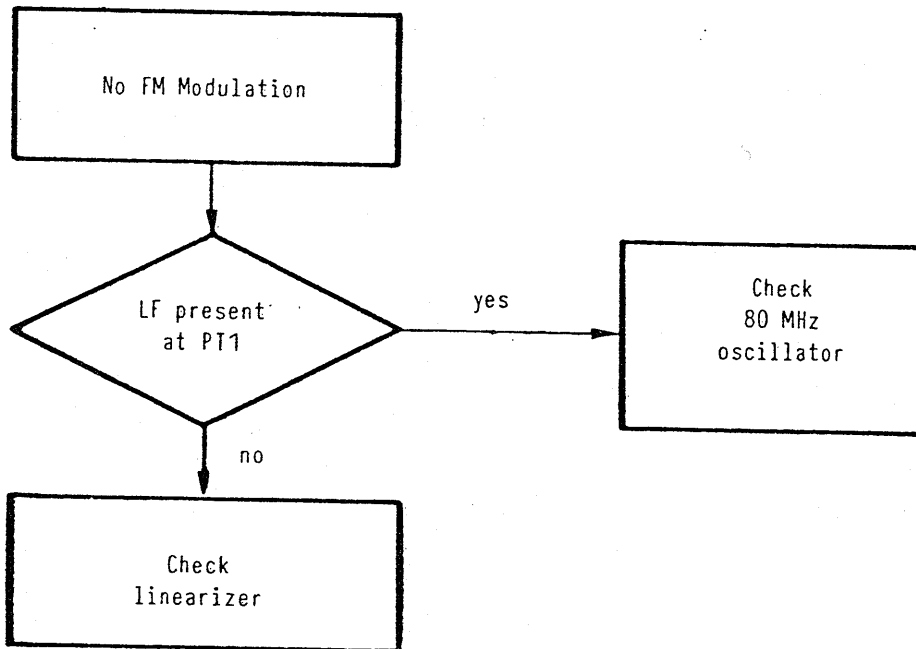 No FM Modulation
LF present
at PT1
yes
Check
80 MHz
oscillator
no
Check
linearizer